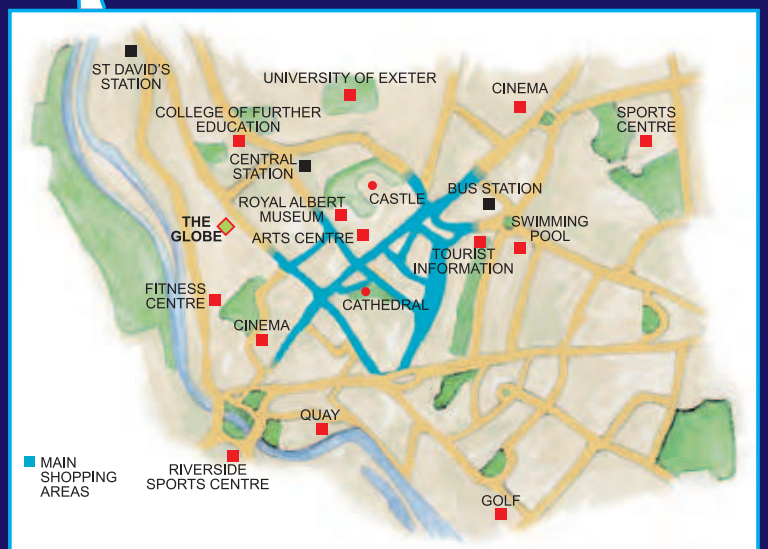 ST DAVID'S
STATION
UNIVERSITY OF EXETER
CINEMA
COLLEGE OF FURTHER
EDUCATION
SPORTS
CENTRE
CENTRAL
STATION
BUS STATION
CASTLE
ROYAL ALBERT
MUSEUM
THE
GLOBE
ARTS CENTRE
SWIMMING
POOL
TOURIST
INFORMATION
FITNESS
CENTRE
CATHEDRAL
CINEMA
QUAY
MAIN
SHOPPING
AREAS
RIVERSIDE
SPORTS CENTRE
GOLF